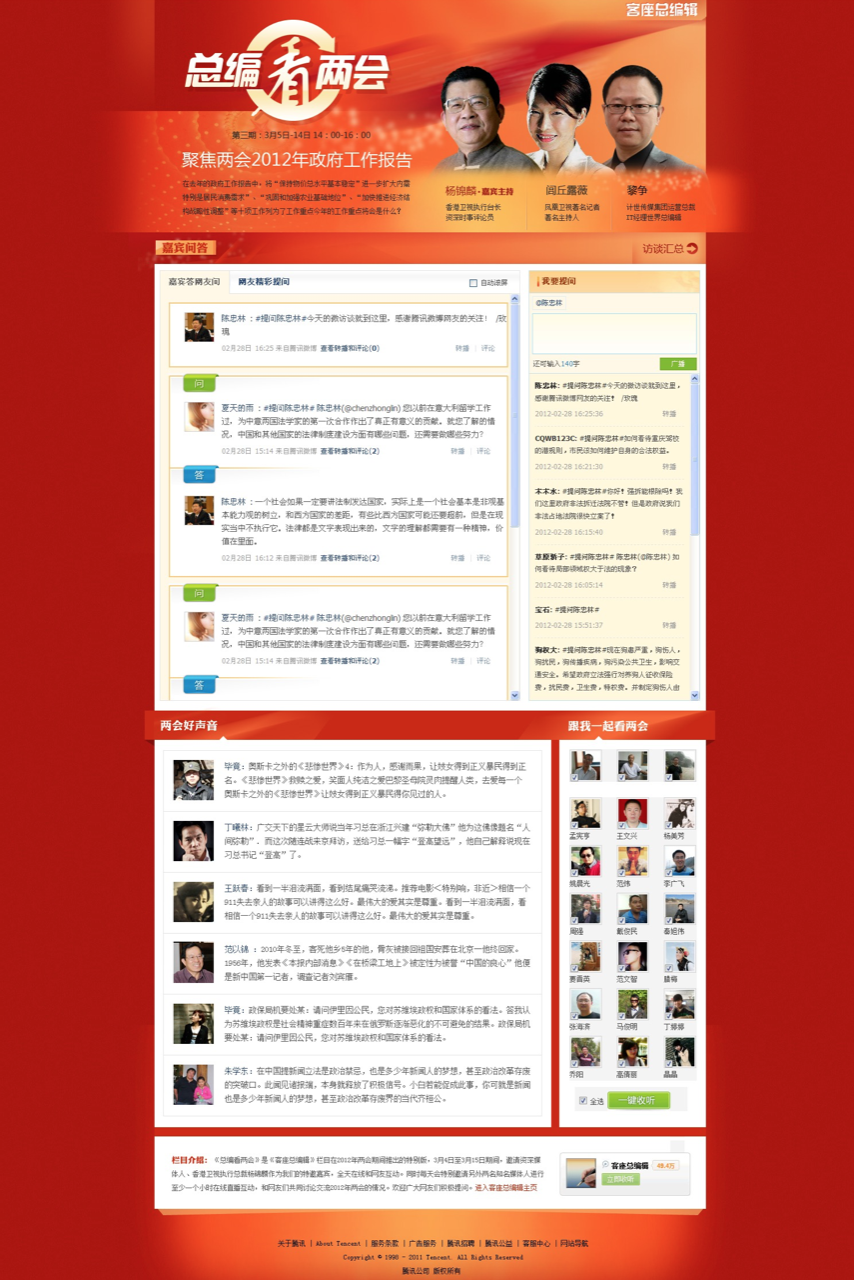 客座总编辑
总编看两会
第三期：3月5日-14日 14：00-16：00
聚焦两会2012年政府工作报告
在去年的政府工作报告中，将“保持物价总水平基本稳定”进一步扩大内需
特别是居民消费需求”、“巩固和加强农业基础地位”、“加快推进经济结
构战略性调整”等十项工作列为了工作重点今年的工作重点将会是什么？
杨锦麟·嘉宾主持
香港卫视执行台长
资深时事评论员
闾丘露薇
凤凰卫视著名记者
著名主持人
黎争
计世传媒集团运营总裁
IT经理世界总编辑
嘉宾问答
访谈汇总
嘉宾答网友问
网友精彩提问
自动滚屏
陈忠林：#提问陈忠林#今天的微访谈就到这里，感谢腾讯微博网友的关注！ /玫
瑰
02月28日 16:25 来自腾讯微博 查看转播和评论(0)
转播 | 评论
问
夏天的雨 ：#提问陈忠林# 陈忠林(@chenzhonglin) 您以前在意大利留学工作
过，为中意两国法学家的第一次合作作出了真正有意义的贡献。就您了解的情
况，中国和其他国家的法律制度建设方面有哪些问题，还需要做哪些努力？
02月28日 15:14 来自腾讯微博 查看转播和评论(2)
转播 | 评论
答
陈忠林 ：一个社会如果一定要讲法制发达国家，实际上是一个社会基本是非观基
本能力观的树立，和西方国家的差距，有些比西方国家可能还要超前，但是在现
实当中不执行它。法律都是文字表现出来的，文字的理解都需要有一种精神，价
值在里面。
02月28日 16:12 来自腾讯微博 查看转播和评论(2)
转播 | 评论
问
夏天的雨 ：#提问陈忠林# 陈忠林(@chenzhonglin) 您以前在意大利留学工作
过，为中意两国法学家的第一次合作作出了真正有意义的贡献。就您了解的情
况，中国和其他国家的法律制度建设方面有哪些问题，还需要做哪些努力？
02月28日 15:14 来自腾讯微博 查看转播和评论(2)
转播 | 评论
答
我要提问
@陈忠林
还可输入140字
广播
陈忠林: #提问陈忠林#今天的微访谈就到这里，
感谢腾讯微博网友的关注！ /玫瑰
2012-02-28 16:25:36
转播
CQWB123C: #提问陈忠林#如何看待重庆驾校
的潜规则，市民该如何维护自身的合法权益。
2012-02-28 16:21:30
转播
木木水: #提问陈忠林#你好！强拆能根除吗！我
们这里政府非法拆迁法院不管！但是政府说我们
非法占地法院很快立案了！
2012-02-28 16:15:40
转播
草原狮子: #提问陈忠林# 陈忠林(@陈忠林) 如
何看待局部领域权大于法的现象？
2012-02-28 16:05:14
转播
宝石: #提问陈忠林#
2012-02-28 15:51:37
转播
狗权大: #提问陈忠林#现在狗患严重，狗伤人，
狗扰民，狗传播疾病，狗污染公共卫生，影响交
通安全。希望政府立法强行对养狗人征收保险
费，扰民费，卫生费，特权费。并制定狗伤人由
两会好声音
毕竟：奥斯卡之外的《悲惨世界》4：作为人，感谢雨果，让妓女得到正义暴民得到正
名。《悲惨世界》救赎之爱，笑面人纯洁之爱巴黎圣母院灵肉提醒人类，去爱每一个
奥斯卡之外的《悲惨世界》让妓女得到正义暴民得你见过的人。
丁曦林：广交天下的星云大师说当年习总在浙江兴建“弥勒大佛”他为这佛像题名“人
间弥勒”．而这次随连战来京拜访，送给习总一幅字“登高望远”，他自己解释说现在
习总书记“登高”了。
王跃春：看到一半泪流满面，看到结尾痛哭流涕。推荐电影＜特别响，非近＞相信一个
911失去亲人的故事可以讲得这么好。最伟大的爱其实是尊重。看到一半泪流满面，看
相信一个911失去亲人的故事可以讲得这么好。最伟大的爱其实是尊重。
范以锦 ：2010年冬至，客死他乡5年的他，骨灰被接回祖国安葬在北京一他终回家。
1956年，他发表《本报内部消息》《在桥梁工地上》被定性为被誉“中国的良心”他便
是新中国第一记者，调查记者刘宾雁。
毕竟：政保局机要处某：请问伊里因公民，您对苏维埃政权和国家体系的看法。答我认
为苏维埃政权是社会精神重症数百年来在俄罗斯逐渐恶化的不可避免的结果。政保局机
要处某：请问伊里因公民，您对苏维埃政权和国家体系的看法。
朱学东：在中国提新闻立法是政治禁忌，也是多少年新闻人的梦想，甚至政治改革存废
的突破口。此闻见诸报端，本身就释放了积极信号。小白若能促成此事，你可就是新闻
也是多少年新闻人的梦想，甚至政治改革存废界的当代齐桓公。
跟我一起看两会
孟宪亨 王文兴 杨美芳
姚晨光 范伟 李广飞
周隆 戴俊民 秦旭伟
范文智
张海滨 马俊明 丁婷婷
乔阳 高倩丽 晶晶
全选
一键收听
栏目介绍：《总编看两会》是《客座总编辑》栏目在2012年两会期间推出的特别版，3月4日至3月15日期间，邀请资深媒
体人、香港卫视执行总裁杨锦麟作为我们的特邀嘉宾，全天在线和网友互动。同时每天会特别邀请另外两名知名媒体人进行
至少一个小时在线直播互动，和网友们共同讨论交流2012年两会的情况。欢迎广大网友们积极提问。进入客座总编辑主页
客座总编辑
49.4万
立即收听
关于腾讯 | About Tencent | 服务条款 | 广告服务 | 腾讯招聘 | 腾讯公益 | 客服中心 | 网站导航
Copyright © 1998 - 2011 Tencent. All Rights Reserved
腾讯公司 版权所有